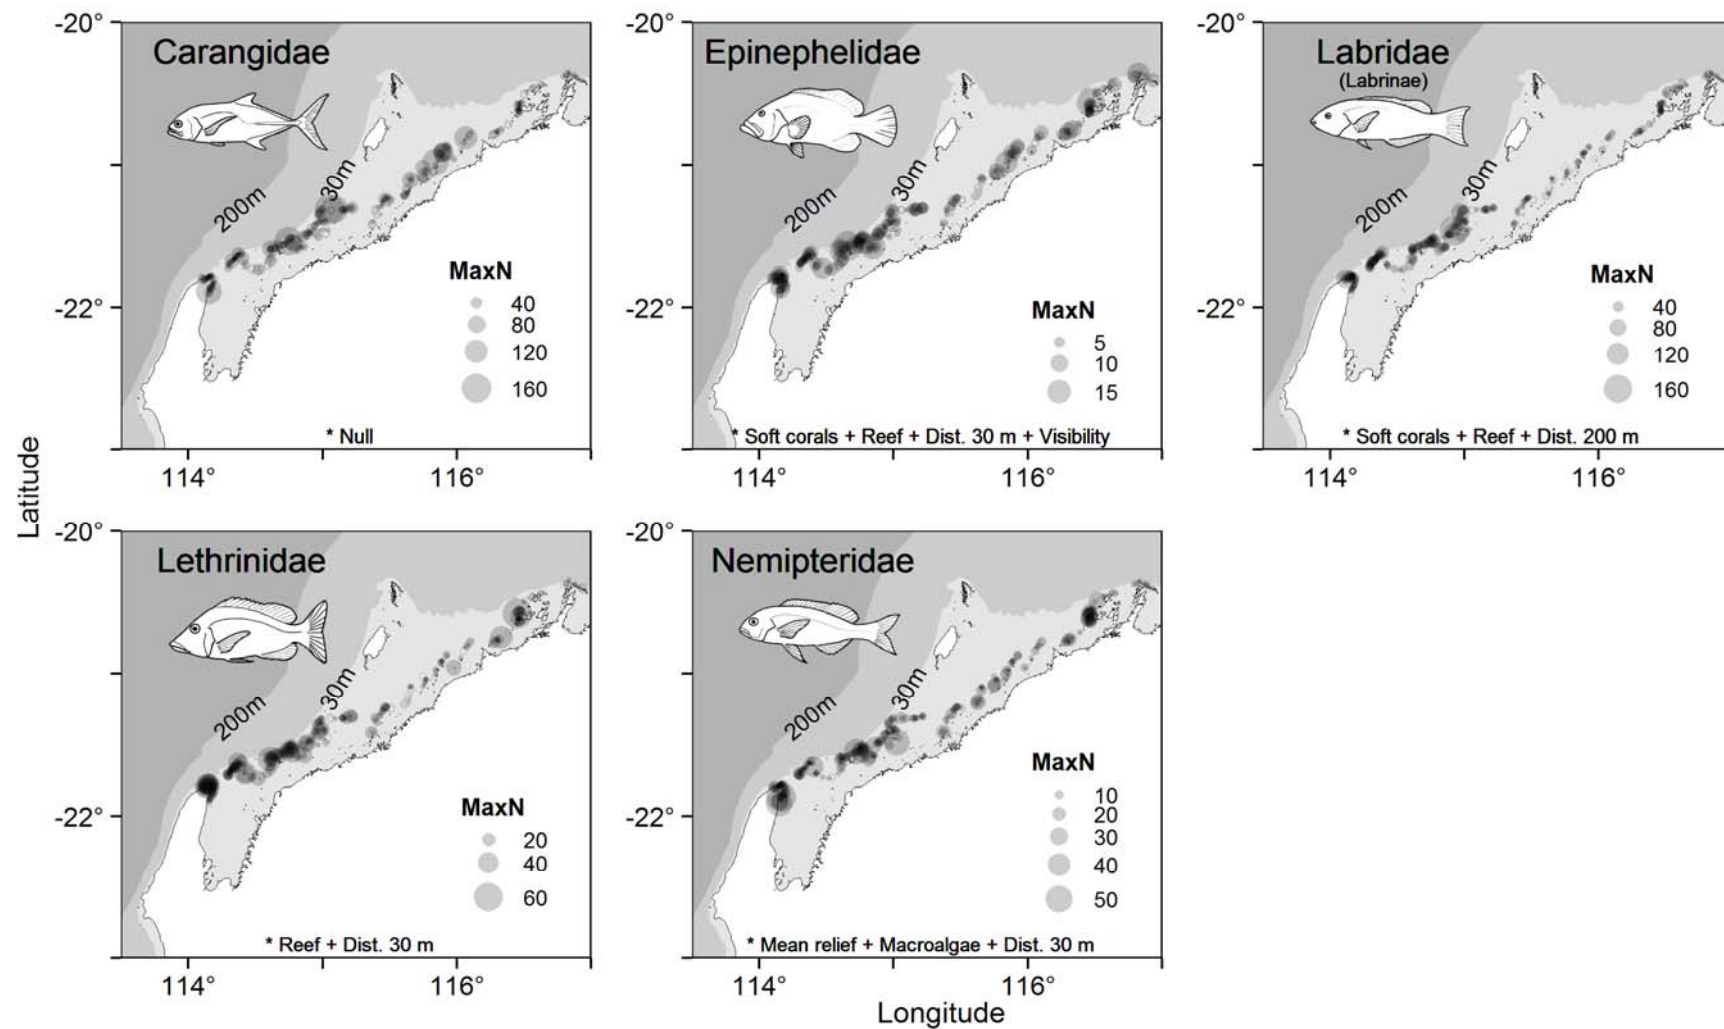 -20°
Carangidae
200m
30m
-22°
MaxN
40
80
120
160
* Null
114°
116°
-20°
Epinephelidae
200m
30m
-22°
MaxN
5
10
15
* Soft corals + Reef + Dist. 30 m + Visibility
114°
116°
-20°
Labridae
(Labrinae)
200m
30m
-22°
MaxN
40
80
120
160
* Soft corals + Reef + Dist. 200 m
114°
116°
Latitude
-20°
Lethrinidae
200m
30m
-22°
MaxN
20
40
60
* Reef + Dist. 30 m
114°
116°
-20°
Nemipteridae
200m
30m
-22°
MaxN
10
20
30
40
50
* Mean relief + Macroalgae + Dist. 30 m
114°
116°
Longitude